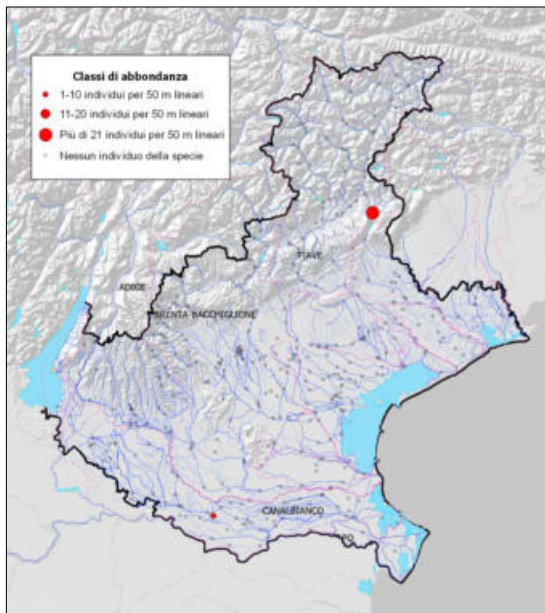 Classi di abbondanza
1-10 individui per 50 m lineari
11-20 individui per 50 m lineari
Più di 21 individui per 50 m lineari
Nessun individuo della specie
PIAVE
ADIGE
BRENTA-BACCHIGLIONE
CANALBIANCO
PO